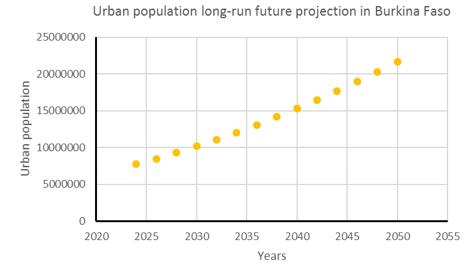 Urban population long-run future projection in Burkina Faso
25000000
20000000
15000000
10000000
5000000
0
Urban population
2020 2025 2030 2035 2040 2045 2050 2055
Years